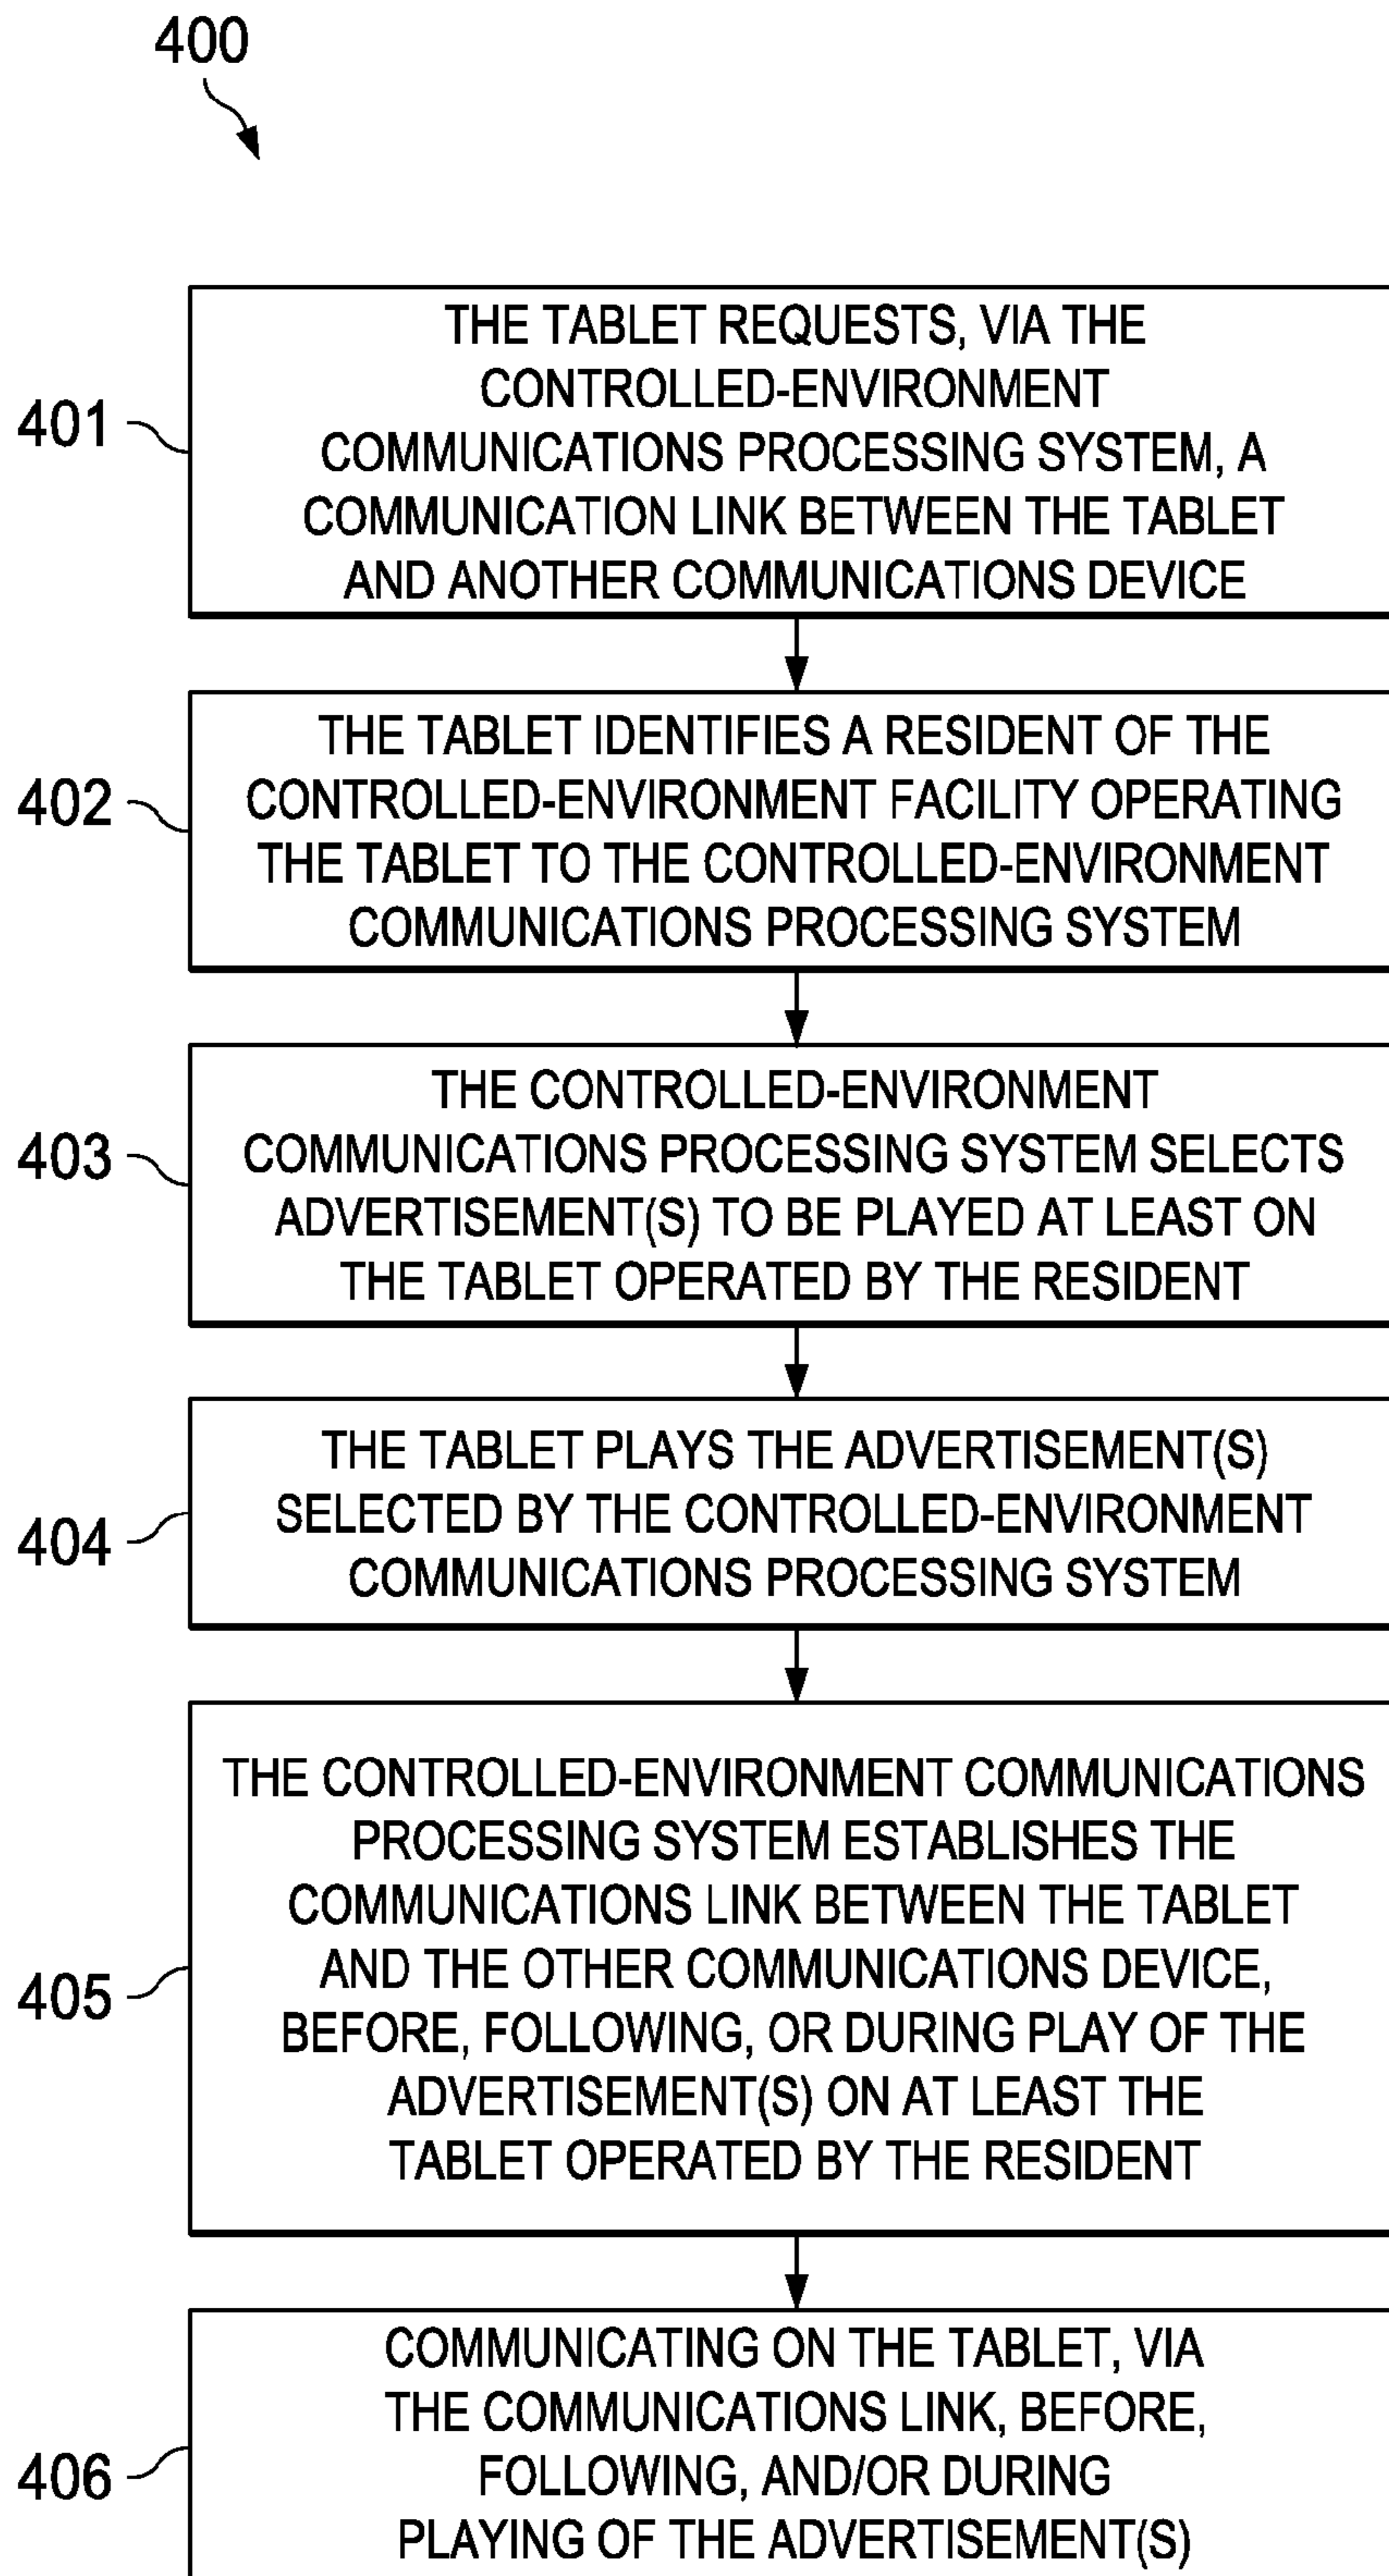 400
401
THE TABLET REQUESTS, VIA THE
CONTROLLED-ENVIRONMENT
COMMUNICATIONS PROCESSING SYSTEM, A
COMMUNICATION LINK BETWEEN THE TABLET
AND ANOTHER COMMUNICATIONS DEVICE
402
THE TABLET IDENTIFIES A RESIDENT OF THE
CONTROLLED-ENVIRONMENT FACILITY OPERATING
THE TABLET TO THE CONTROLLED-ENVIRONMENT
COMMUNICATIONS PROCESSING SYSTEM
403
THE CONTROLLED-ENVIRONMENT
COMMUNICATIONS PROCESSING SYSTEM SELECTS
ADVERTISEMENT(S) TO BE PLAYED AT LEAST ON
THE TABLET OPERATED BY THE RESIDENT
404
THE TABLET PLAYS THE ADVERTISEMENT(S)
SELECTED BY THE CONTROLLED-ENVIRONMENT
COMMUNICATIONS PROCESSING SYSTEM
405
THE CONTROLLED-ENVIRONMENT COMMUNICATIONS
PROCESSING SYSTEM ESTABLISHES THE
COMMUNICATIONS LINK BETWEEN THE TABLET
AND THE OTHER COMMUNICATIONS DEVICE,
BEFORE, FOLLOWING, OR DURING PLAY OF THE
ADVERTISEMENT(S) ON AT LEAST THE
TABLET OPERATED BY THE RESIDENT
406
COMMUNICATING ON THE TABLET, VIA
THE COMMUNICATIONS LINK, BEFORE,
FOLLOWING, AND/OR DURING
PLAYING OF THE ADVERTISEMENT(S)